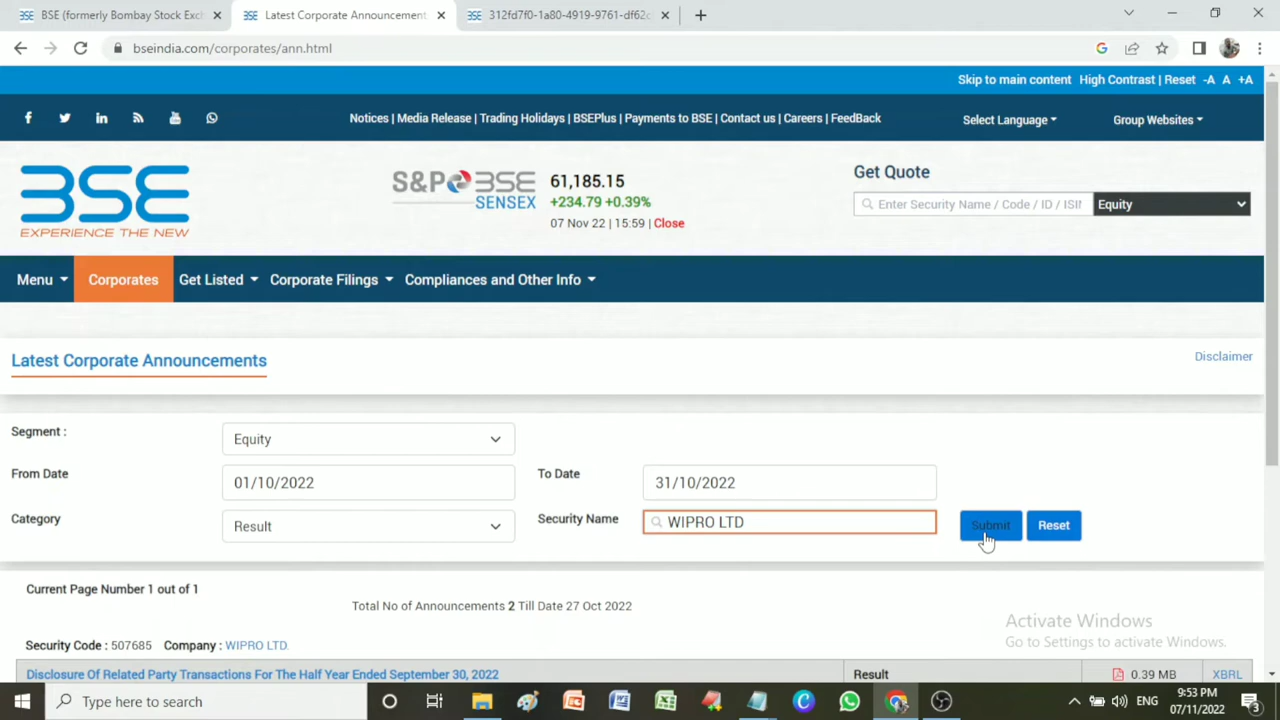 BSE (formerly Bombay Stock Exch
Latest Corporate Announcement
312fd7f0-1a80-4919-9761-df62c
bseindia.com/corporates/ann.html
Skip to main content High Contrast | Reset -A A +A
Notices | Media Release | Trading Holidays | BSEPlus | Payments to BSE | Contact us | Careers | FeedBack
Select Language
Group Websites
BSE
EXPERIENCE THE NEW
S&P BSE
SENSEX
61,185.15
+234.79 +0.39%
07 Nov 22 | 15:59 | Close
Get Quote
Enter Security Name / Code / ID / ISIN
Equity
Menu
Corporates
Get Listed
Corporate Filings
Compliances and Other Info
Latest Corporate Announcements
Disclaimer
Segment :
Equity
From Date
01/10/2022
To Date
31/10/2022
Category
Result
Security Name
WIPRO LTD
Submit
Reset
Current Page Number 1 out of 1
Total No of Announcements 2 Till Date 27 Oct 2022
Security Code : 507685 Company : WIPRO LTD.
Disclosure Of Related Party Transactions For The Half Year Ended September 30, 2022
Result
0.39 MB
XBRL
Activate Windows
Go to Settings to activate Windows.
Type here to search
ENG
9:53 PM
07/11/2022
3